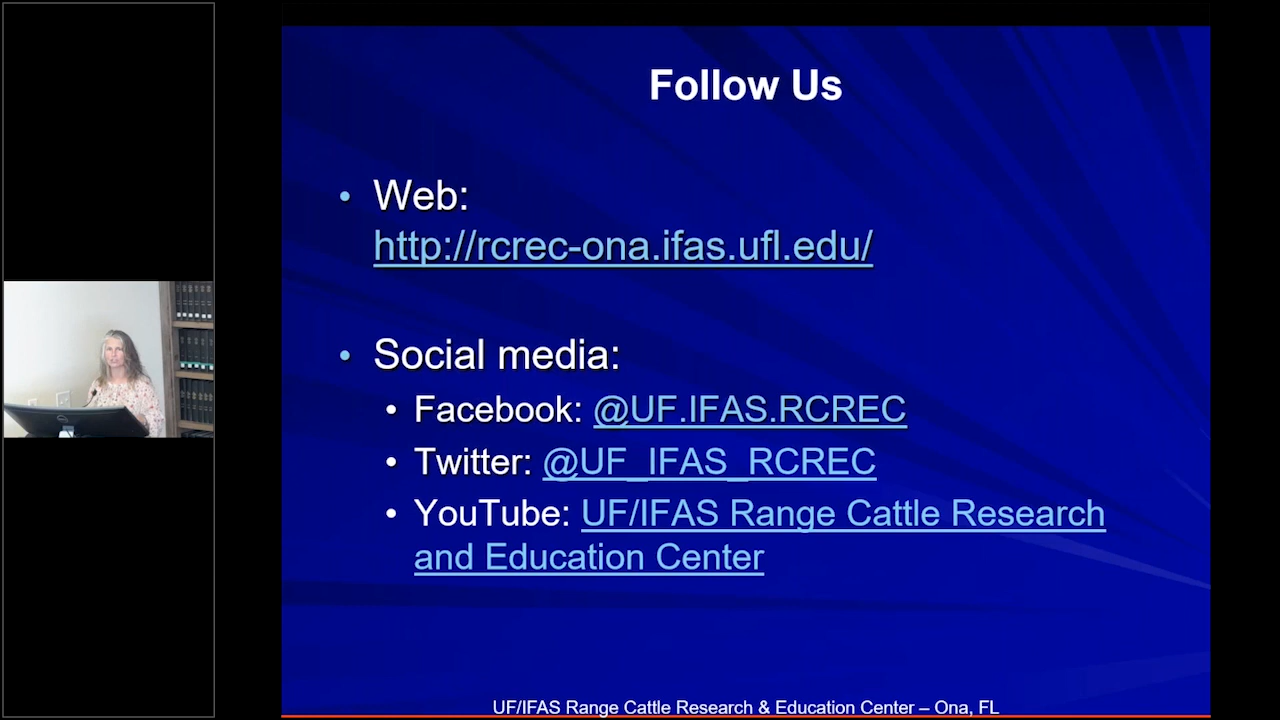 Follow Us
• Web:
http://rcrec-ona.ifas.ufl.edu/
• Social media:
• Facebook: @UF.IFAS.RCREC
• Twitter: @UF_IFAS_RCREC
• YouTube: UF/IFAS Range Cattle Research
and Education Center
UF/IFAS Range Cattle Research & Education Center – Ona, FL